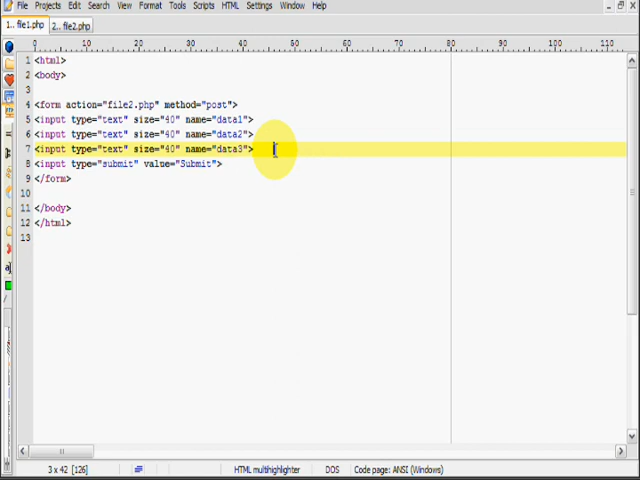 File Projects Edit Search View Format Tools Scripts HTML Settings Window Help
1.. file1.php 2.. file2.php
0 10 20 30 40 50 60 70 80 90 100 110
1 <html>
2 <body>
3
4 <form action="file2.php" method="post">
5 <input type="text" size="40" name="data1">
6 <input type="text" size="40" name="data2">
7 <input type="text" size="40" name="data3">
8 <input type="submit" value="Submit">
9 </form>
10
11 </body>
12 </html>
13
3 x 42 [126] HTML multihighlighter DOS Code page: ANSI (Windows)